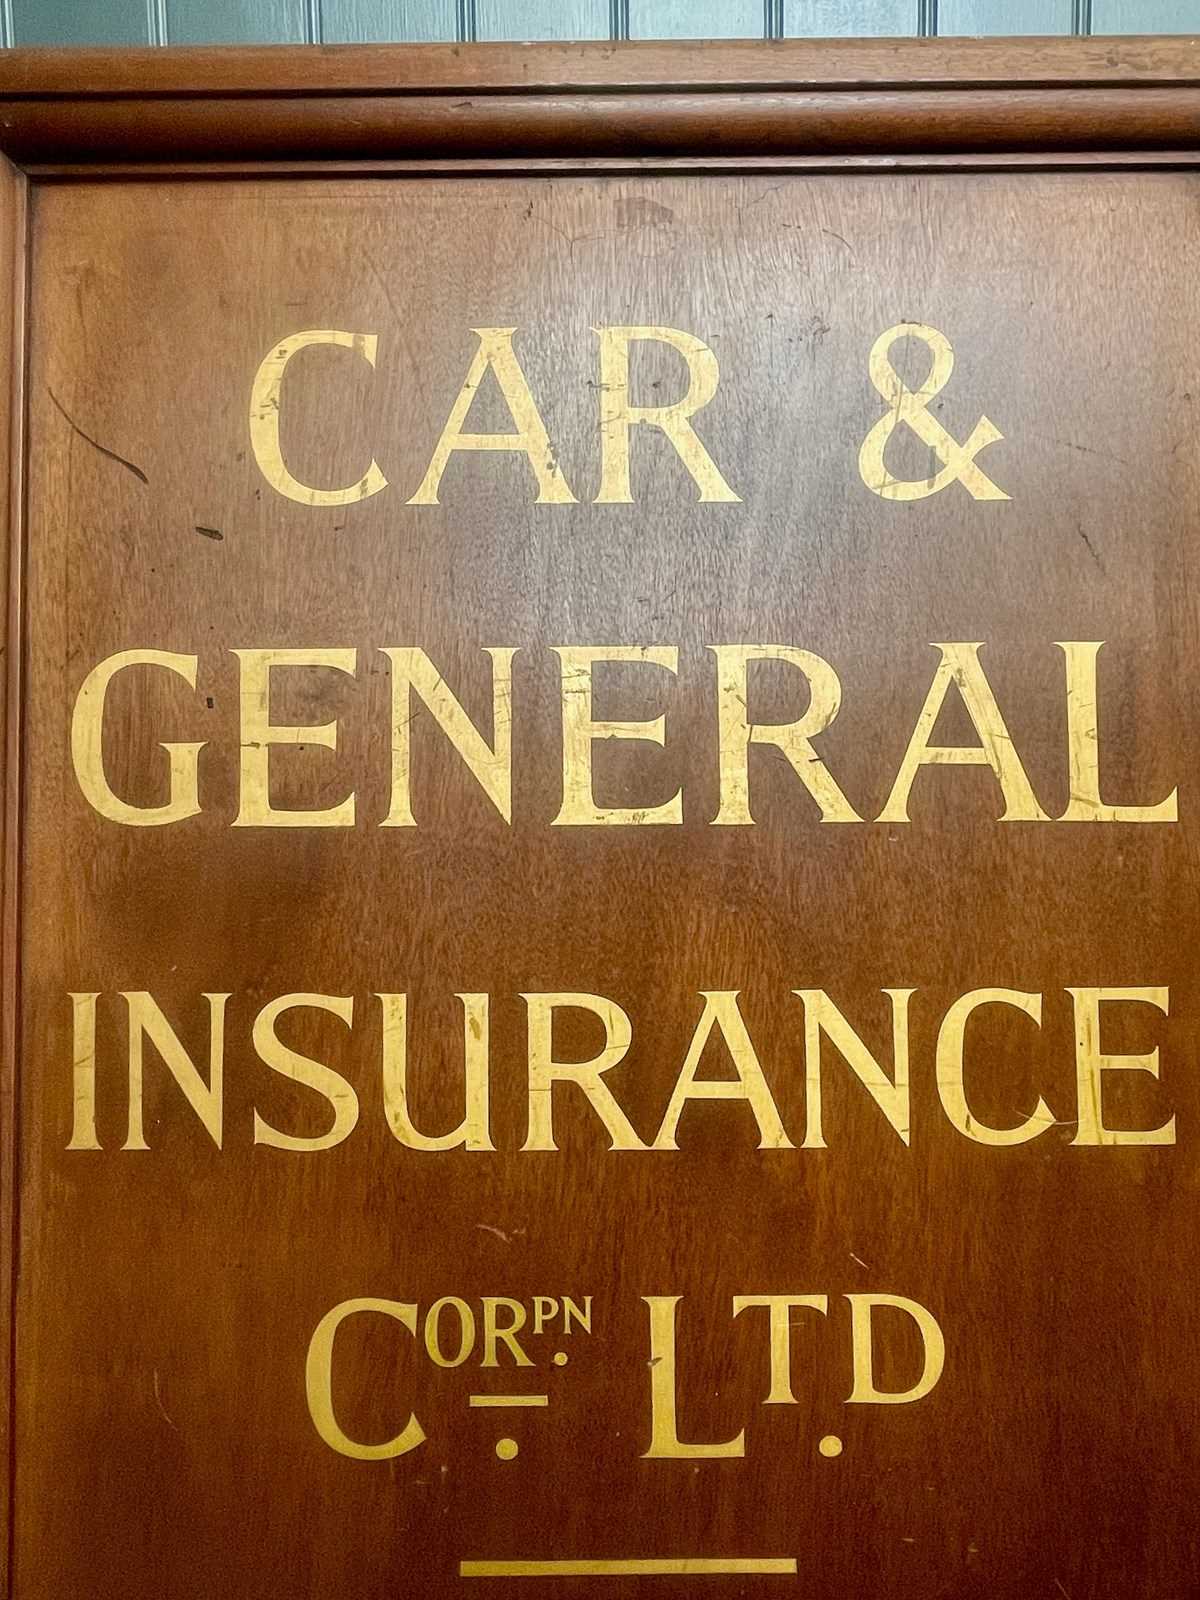 CAR &
GENERAL
INSURANCE
CORPN. LTD.